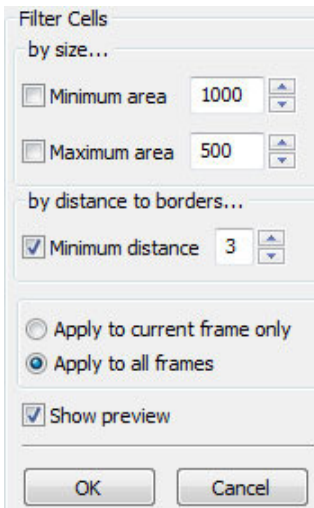 Filter Cells
by size...
Minimum area 1000
Maximum area 500
by distance to borders...
Minimum distance 3
Apply to current frame only
Apply to all frames
Show preview
OK Cancel